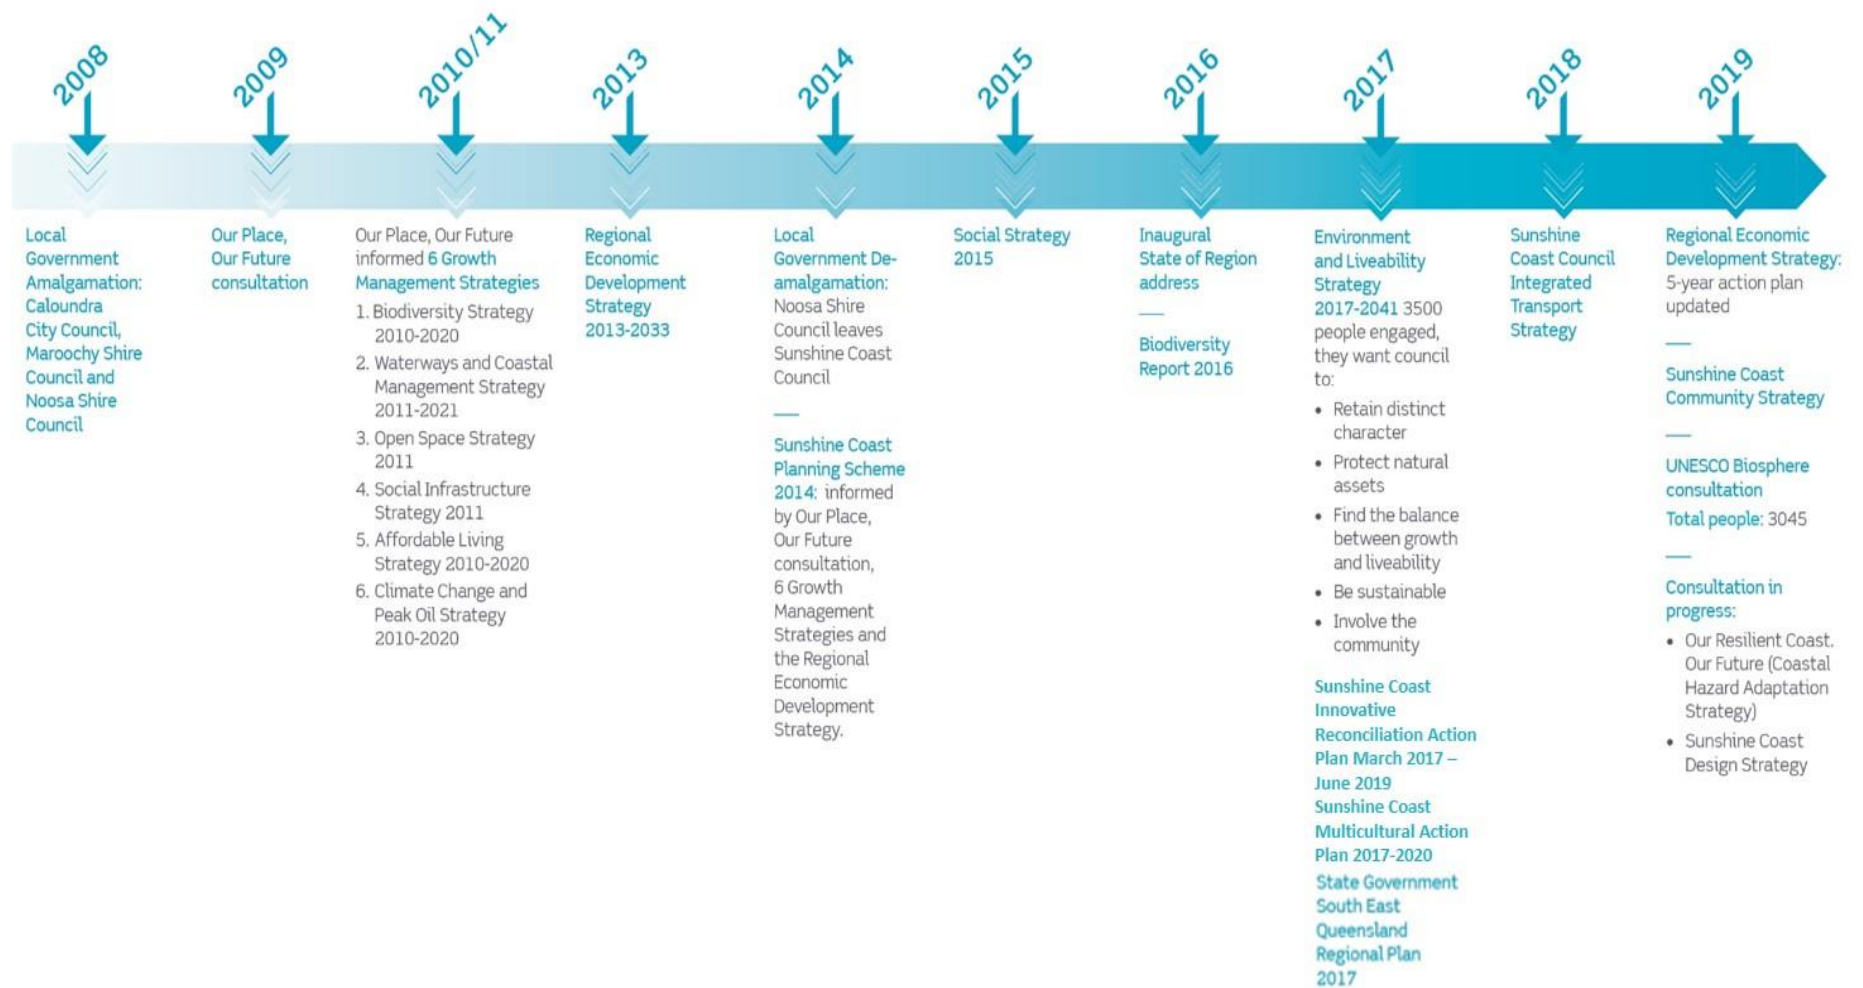 2008
2009
2010/11
2013
2014
2015
2016
2017
2018
2019
Local
Government
Amalgamation:
Caloundra
City Council,
Maroochy Shire
Council and
Noosa Shire
Council
Our Place,
Our Future
consultation
Our Place, Our Future
informed 6 Growth
Management Strategies
1. Biodiversity Strategy
2010-2020
2. Waterways and Coastal
Management Strategy
2011-2021
3. Open Space Strategy
2011
4. Social Infrastructure
Strategy 2011
5. Affordable Living
Strategy 2010-2020
6. Climate Change and
Peak Oil Strategy
2010-2020
Regional
Economic
Development
Strategy
2013-2033
Local
Government De-
amalgamation:
Noosa Shire
Council leaves
Sunshine Coast
Council
Sunshine Coast
Planning Scheme
2014: informed
by Our Place,
Our Future
consultation,
6 Growth
Management
Strategies and
the Regional
Economic
Development
Strategy.
Social Strategy
2015
Inaugural
State of Region
address
Biodiversity
Report 2016
Environment
and Liveability
Strategy
2017-2041 3500
people engaged,
they want council
to:
• Retain distinct
character
• Protect natural
assets
• Find the balance
between growth
and liveability
• Be sustainable
• Involve the
community
Sunshine Coast
Innovative
Reconciliation Action
Plan March 2017 –
June 2019
Sunshine Coast
Multicultural Action
Plan 2017-2020
State Government
South East
Queensland
Regional Plan
2017
Sunshine
Coast Council
Integrated
Transport
Strategy
Regional Economic
Development Strategy:
5-year action plan
updated
Sunshine Coast
Community Strategy
UNESCO Biosphere
consultation
Total people: 3045
Consultation in
progress:
• Our Resilient Coast.
Our Future (Coastal
Hazard Adaptation
Strategy)
• Sunshine Coast
Design Strategy